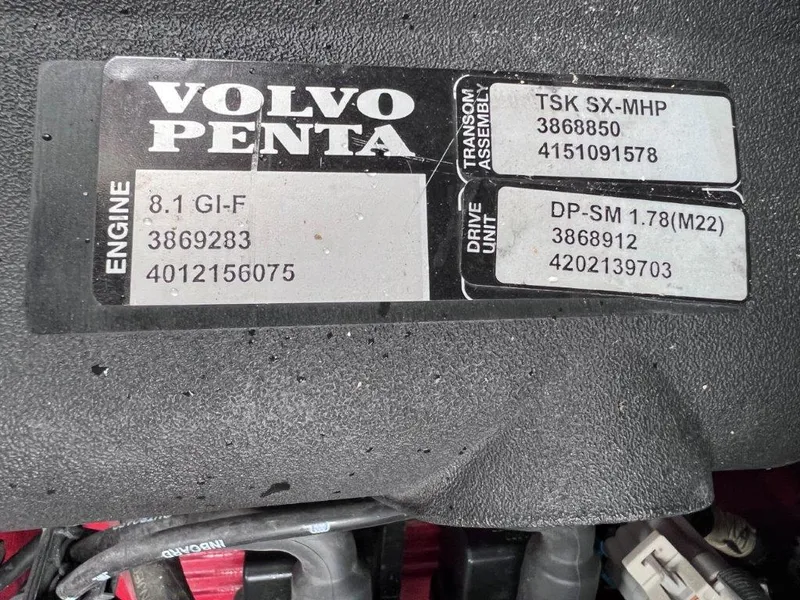 VOLVO
PENTA
ENGINE
8.1 GI-F
3869283
4012156075
TRANSOM
ASSEMBLY
TSK SX-MHP
3868850
4151091578
DRIVE
UNIT
DP-SM 1.78(M22)
3868912
4202139703
INBOARD